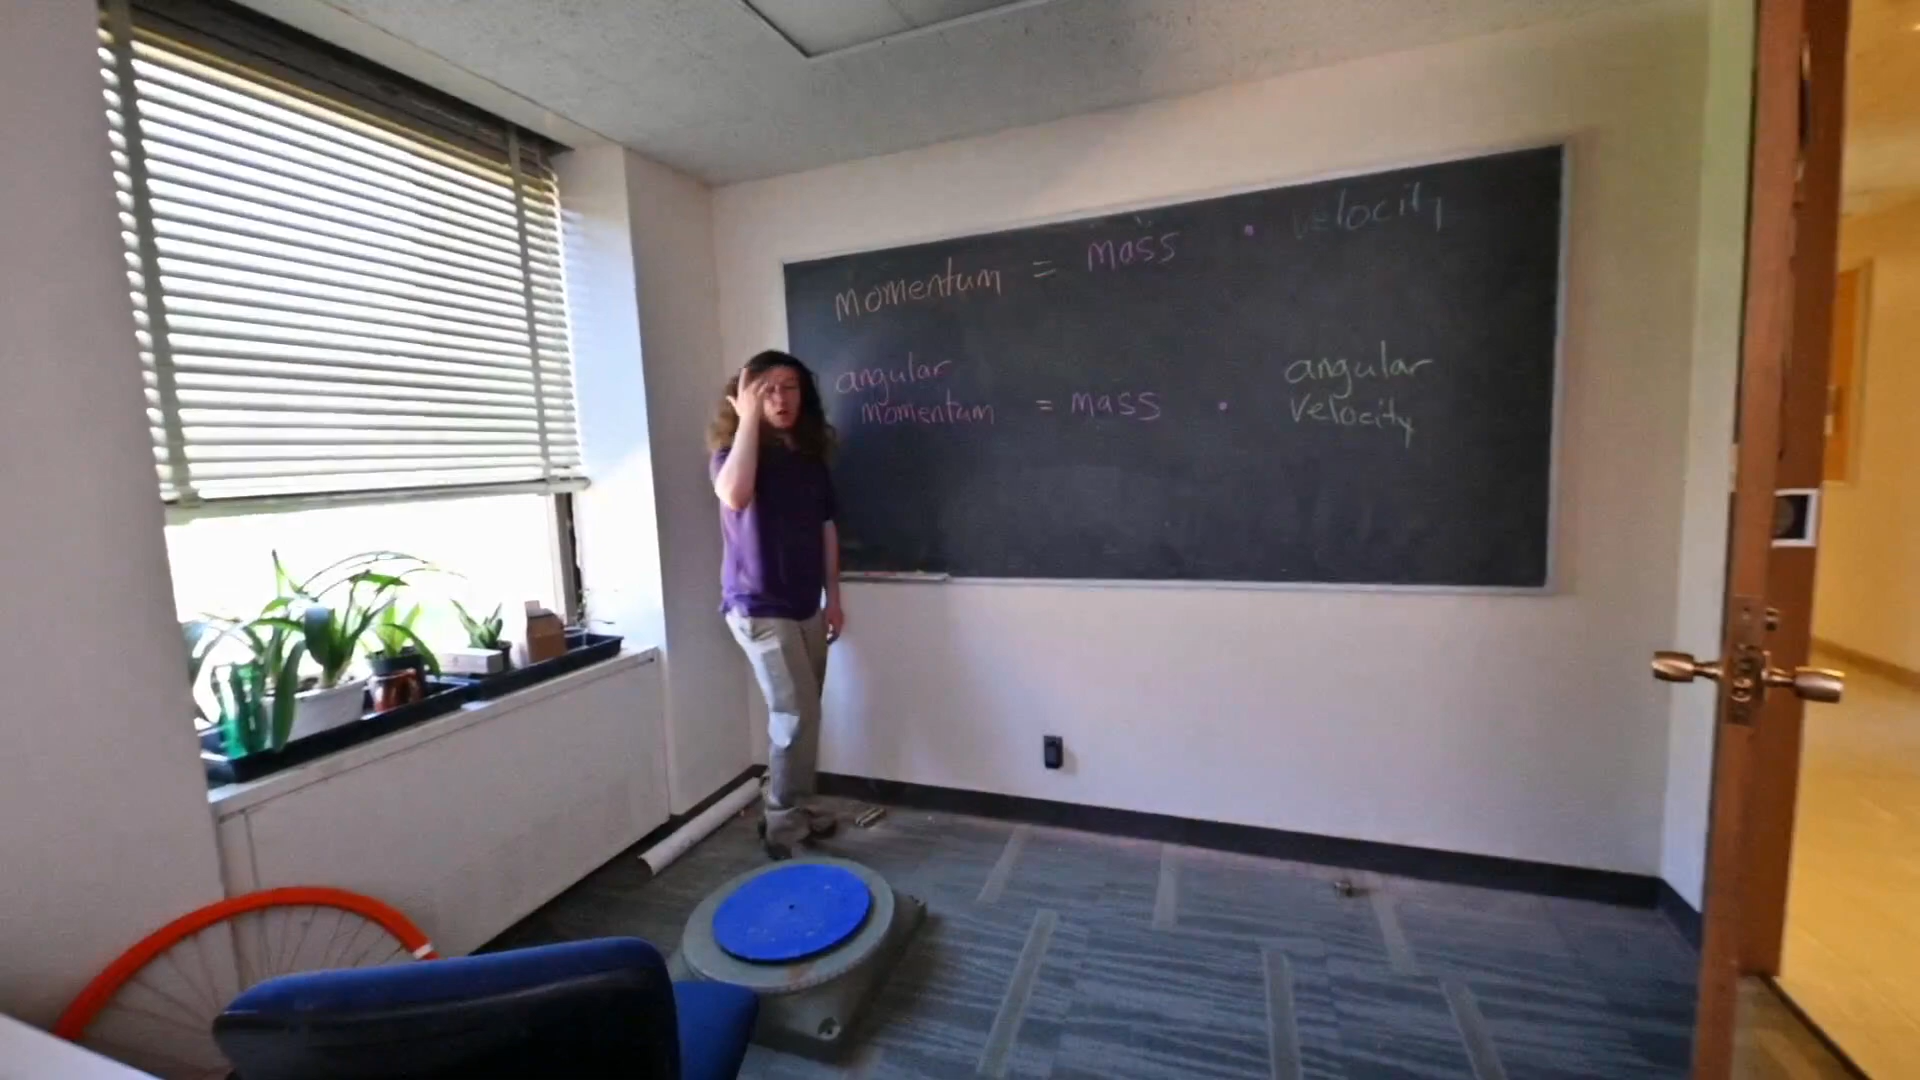 momentum = mass · velocity
angular angular
momentum = mass · velocity